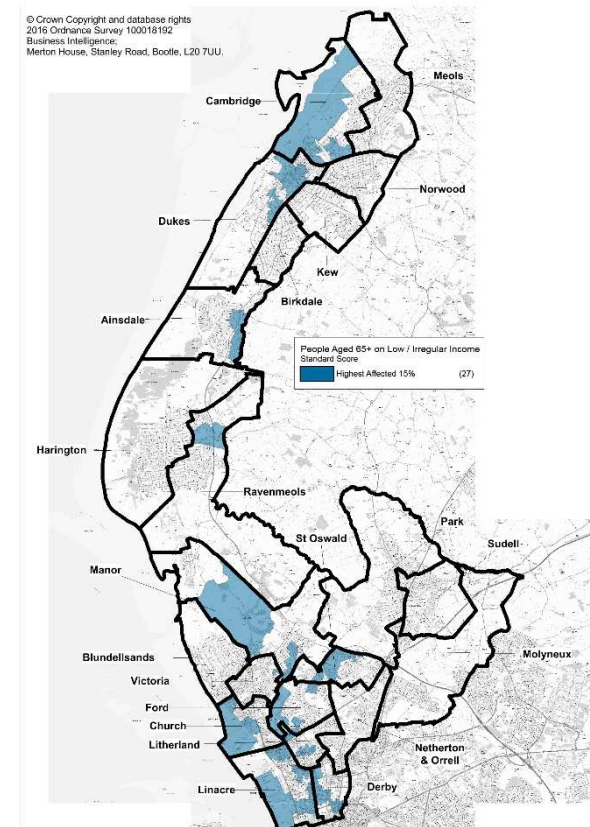 © Crown Copyright and database rights
2016 Ordnance Survey 100018192
Business Intelligence;
Merton House, Stanley Road, Bootle, L20 7UU.
Meols
Cambridge
Norwood
Dukes
Kew
Birkdale
Ainsdale
People Aged 65+ on Low / Irregular Income
Standard Score
Highest Affected 15% (27)
Harington
Ravenmeols
Park
St Oswald
Sudell
Manor
Molyneux
Blundellsands
Victoria
Ford
Church
Litherland
Netherton
& Orrell
Linacre
Derby